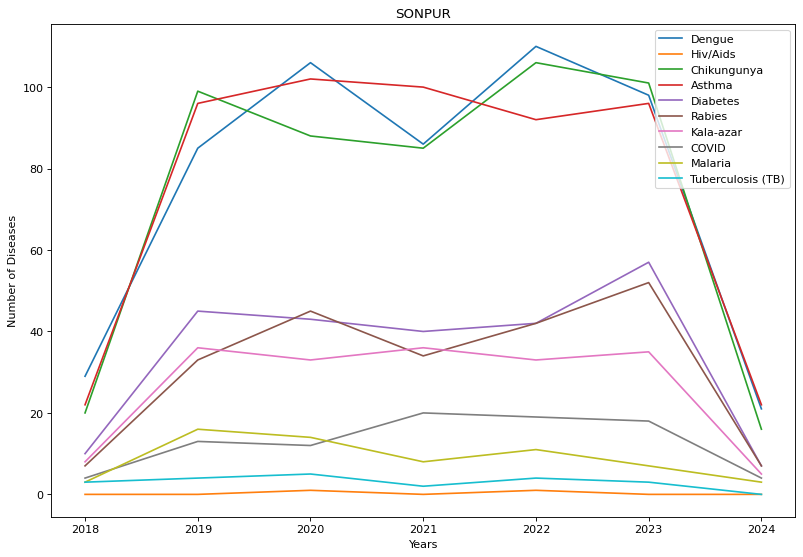 SONPUR
Number of Diseases
100
80
60
40
20
0
2018 2019 2020 2021 2022 2023 2024
Years
Dengue
Hiv/Aids
Chikungunya
Asthma
Diabetes
Rabies
Kala-azar
COVID
Malaria
Tuberculosis (TB)